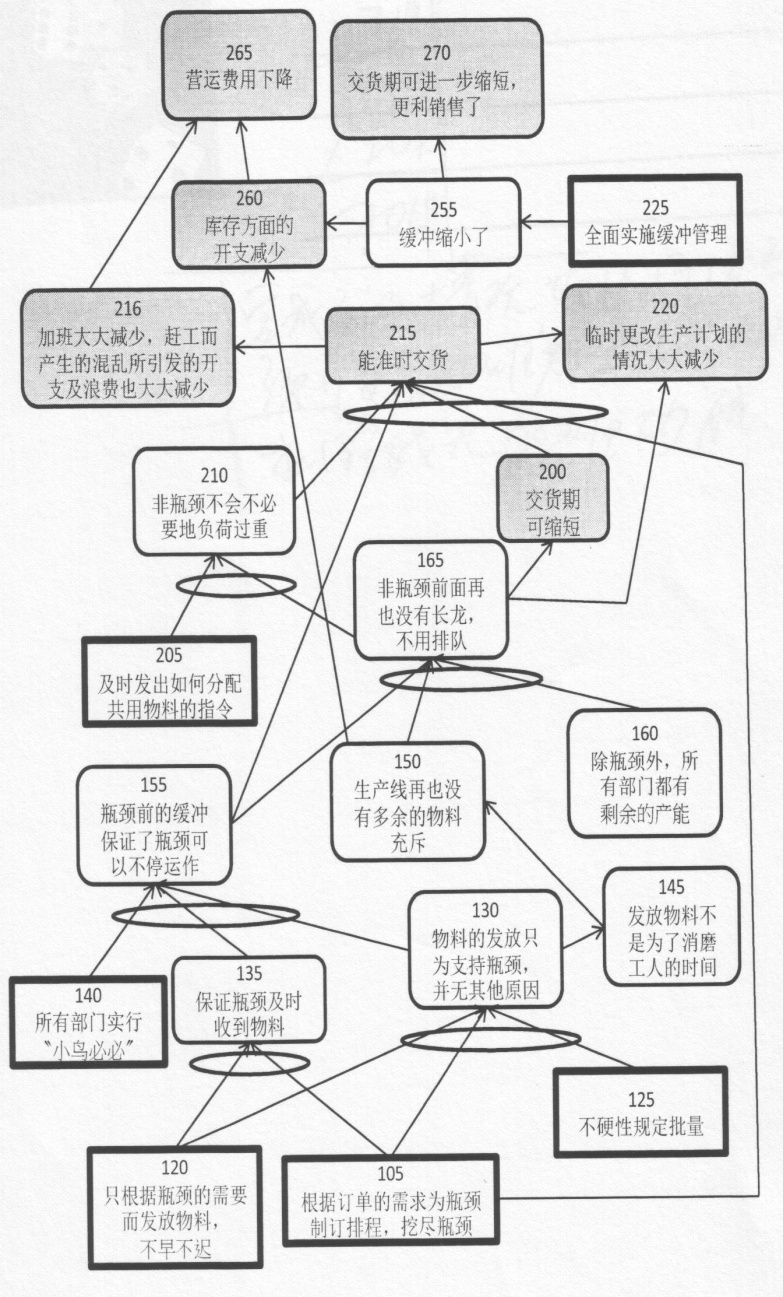 265
营运费用下降
270
交货期可进一步缩短，
更利销售了
260
库存方面的
开支减少
255
缓冲缩小了
225
全面实施缓冲管理
216
加班大大减少，赶工而
产生的混乱所引发的开
支及浪费也大大减少
215
能准时交货
220
临时更改生产计划的
情况大大减少
210
非瓶颈不会不必
要地负荷过重
200
交货期
可缩短
165
非瓶颈前面再
也没有长龙，
不用排队
205
及时发出如何分配
共用物料的指令
160
除瓶颈外，所
有部门都有
剩余的产能
150
生产线再也没
有多余的物料
充斥
155
瓶颈前的缓冲
保证了瓶颈可
以不停运作
145
发放物料不
是为了消磨
工人的时间
130
物料的发放只
为支持瓶颈，
并无其他原因
135
保证瓶颈及时
收到物料
140
所有部门实行
“小鸟必必”
125
不硬性规定批量
120
只根据瓶颈的需要
而发放物料，
不早不迟
105
根据订单的需求为瓶颈
制订排程，挖尽瓶颈